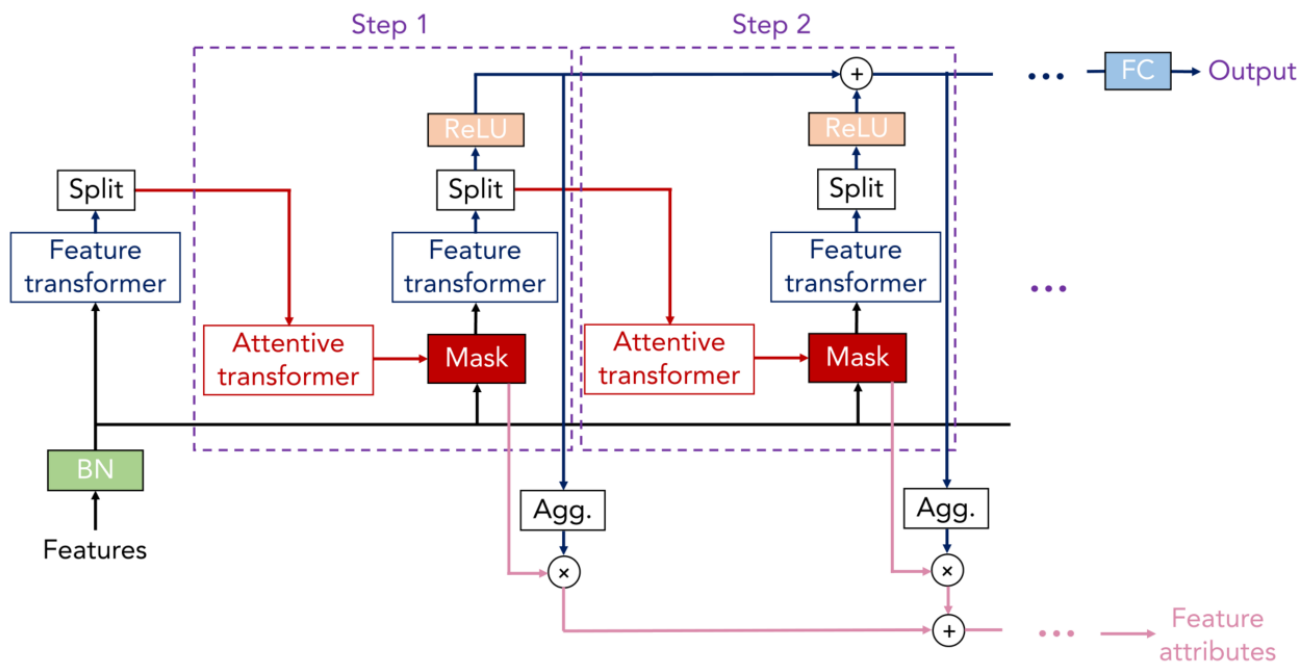 Step 1
Step 2
FC
Output
ReLU
ReLU
Split
Split
Split
Feature
transformer
Feature
transformer
Feature
transformer
Attentive
transformer
Mask
Attentive
transformer
Mask
BN
Features
Agg.
Agg.
Feature
attributes